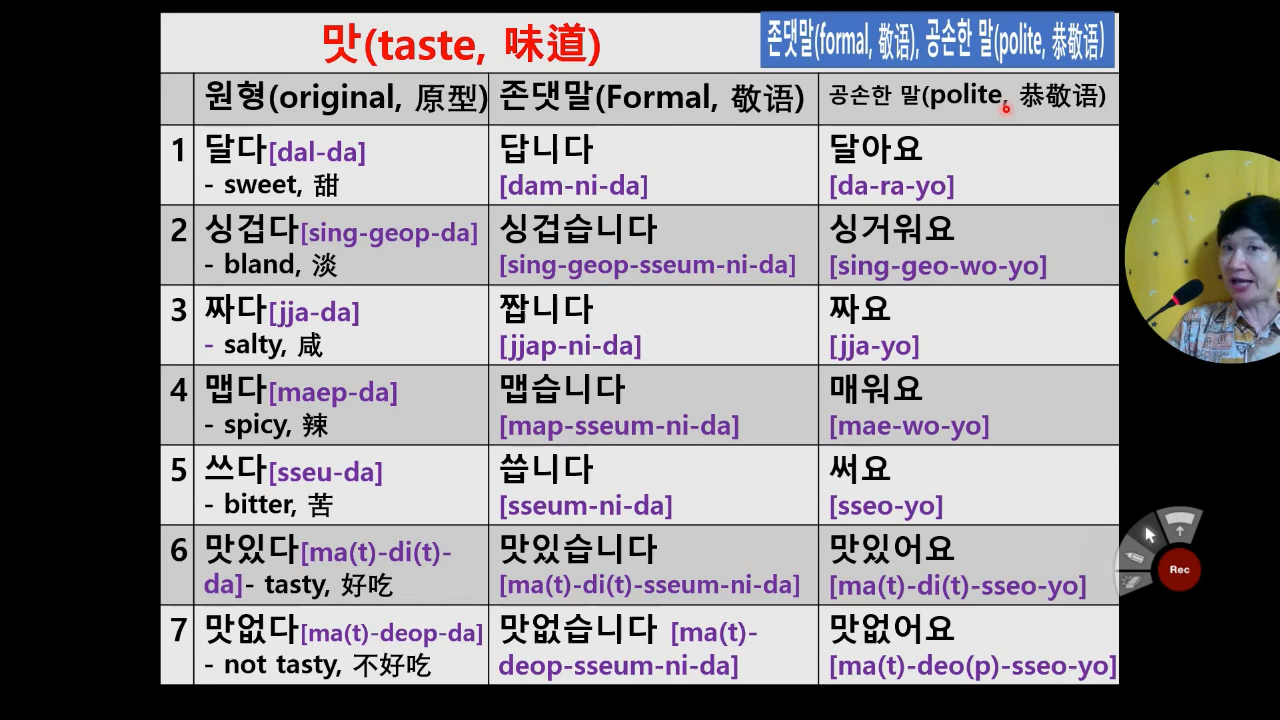 맛(taste, 味道)
존댓말(formal, 敬语), 공손한 말(polite, 恭敬语)
원형(original, 原型)
존댓말(Formal, 敬语)
공손한 말(polite, 恭敬语)
1
달다[dal-da]
- sweet, 甜
답니다
[dam-ni-da]
달아요
[da-ra-yo]
2
싱겁다[sing-geop-da]
- bland, 淡
싱겁습니다
[sing-geop-sseum-ni-da]
싱거워요
[sing-geo-wo-yo]
3
짜다[jja-da]
- salty, 咸
짭니다
[jjap-ni-da]
짜요
[jja-yo]
4
맵다[maep-da]
- spicy, 辣
맵습니다
[map-sseum-ni-da]
매워요
[mae-wo-yo]
5
쓰다[sseu-da]
- bitter, 苦
씁니다
[sseum-ni-da]
써요
[sseo-yo]
6
맛있다[ma(t)-di(t)-
da]- tasty, 好吃
맛있습니다
[ma(t)-di(t)-sseum-ni-da]
맛있어요
[ma(t)-di(t)-sseo-yo]
7
맛없다[ma(t)-deop-da]
- not tasty, 不好吃
맛없습니다 [ma(t)-
deop-sseum-ni-da]
맛없어요
[ma(t)-deo(p)-sseo-yo]
Rec